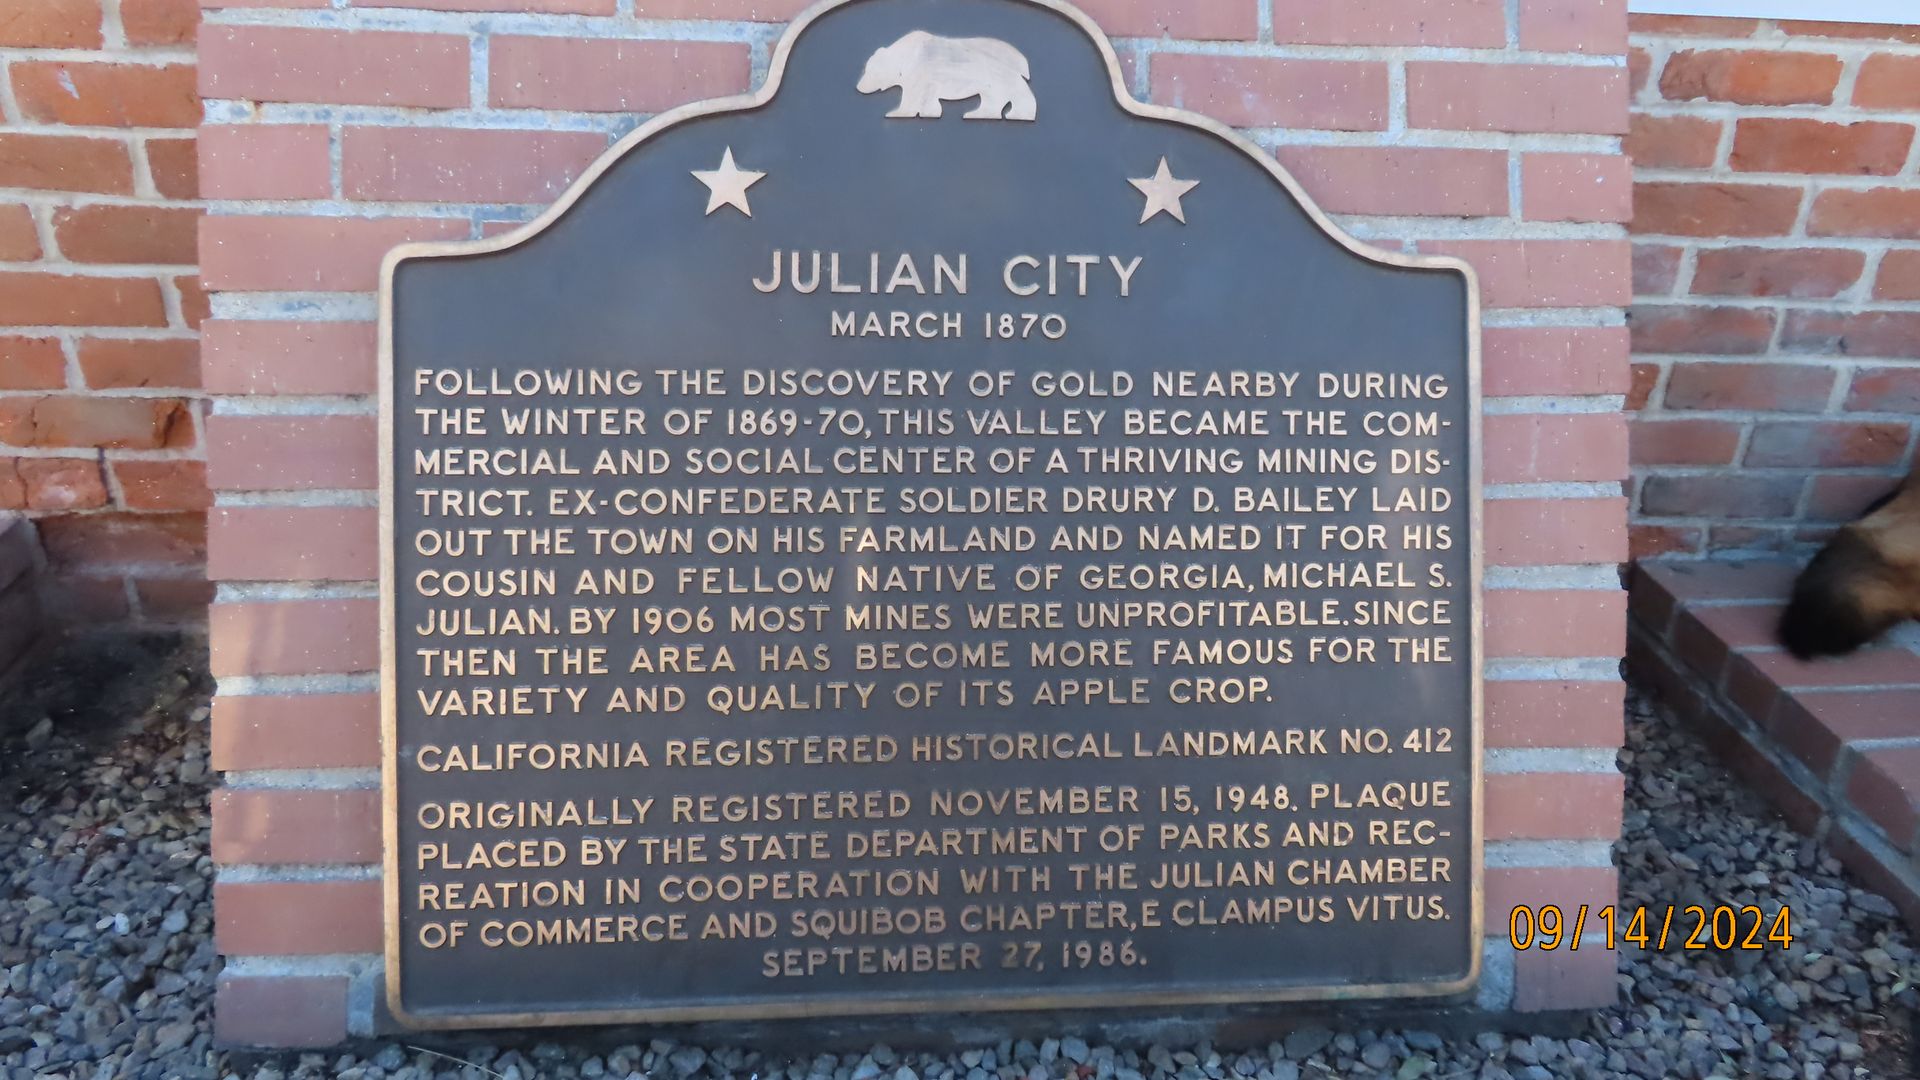 JULIAN CITY
MARCH 1870
FOLLOWING THE DISCOVERY OF GOLD NEARBY DURING
THE WINTER OF 1869-70, THIS VALLEY BECAME THE COM-
MERCIAL AND SOCIAL CENTER OF A THRIVING MINING DIS-
TRICT. EX-CONFEDERATE SOLDIER DRURY D. BAILEY LAID
OUT THE TOWN ON HIS FARMLAND AND NAMED IT FOR HIS
COUSIN AND FELLOW NATIVE OF GEORGIA, MICHAEL S.
JULIAN. BY 1906 MOST MINES WERE UNPROFITABLE. SINCE
THEN THE AREA HAS BECOME MORE FAMOUS FOR THE
VARIETY AND QUALITY OF ITS APPLE CROP.
CALIFORNIA REGISTERED HISTORICAL LANDMARK NO. 412
ORIGINALLY REGISTERED NOVEMBER 15, 1948. PLAQUE
PLACED BY THE STATE DEPARTMENT OF PARKS AND REC-
REATION IN COOPERATION WITH THE JULIAN CHAMBER
OF COMMERCE AND SQUIBOB CHAPTER, E CLAMPUS VITUS.
SEPTEMBER 27, 1986.
09/14/2024